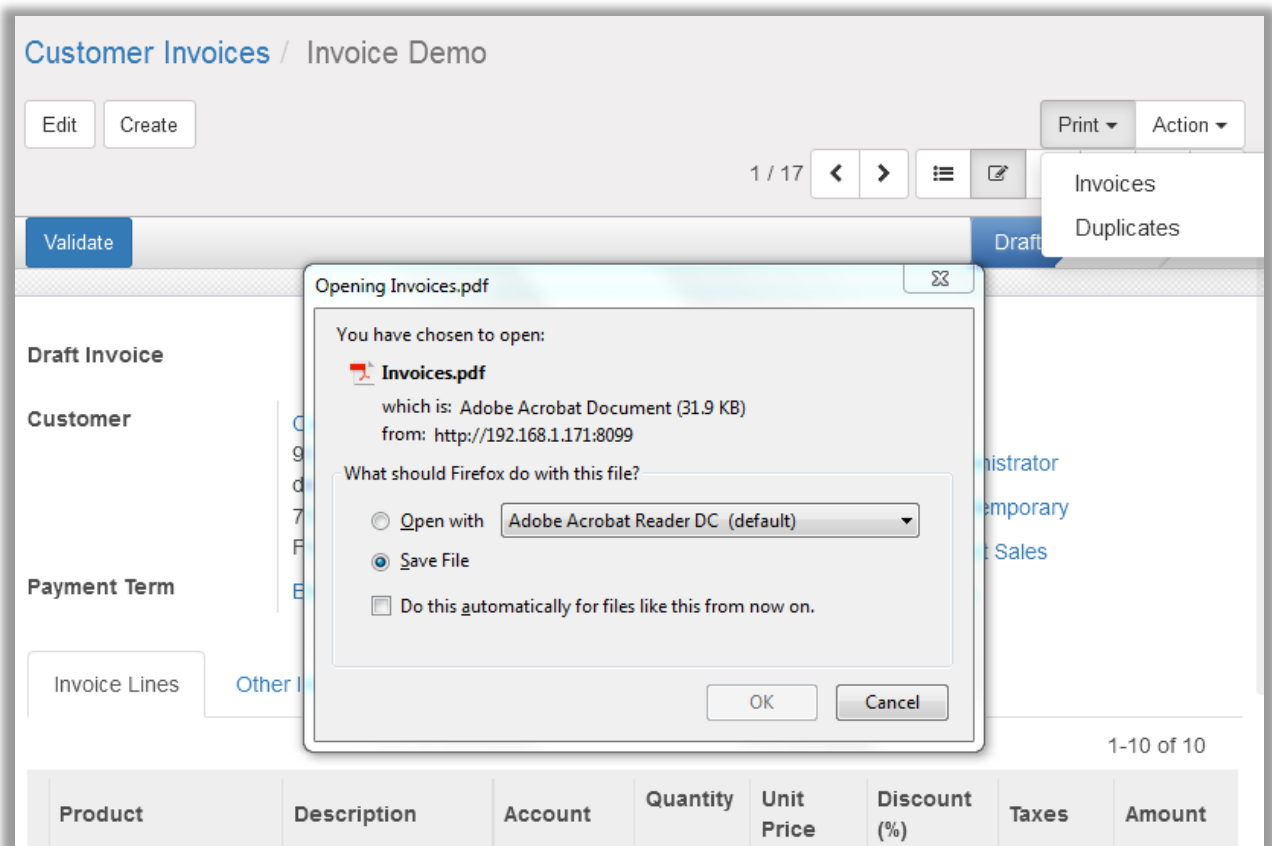 Customer Invoices / Invoice Demo
Edit Create Print Action
1 / 17
Invoices
Duplicates
Validate Draft
Opening Invoices.pdf
You have chosen to open:
Invoices.pdf
which is: Adobe Acrobat Document (31.9 KB)
from: http://192.168.1.171:8099
What should Firefox do with this file?
Open with Adobe Acrobat Reader DC (default)
Save File
Do this automatically for files like this from now on.
OK Cancel
Draft Invoice
Customer
Payment Term
Sales
Invoice Lines Other
1-10 of 10
Product Description Account Quantity Unit Price Discount (%) Taxes Amount